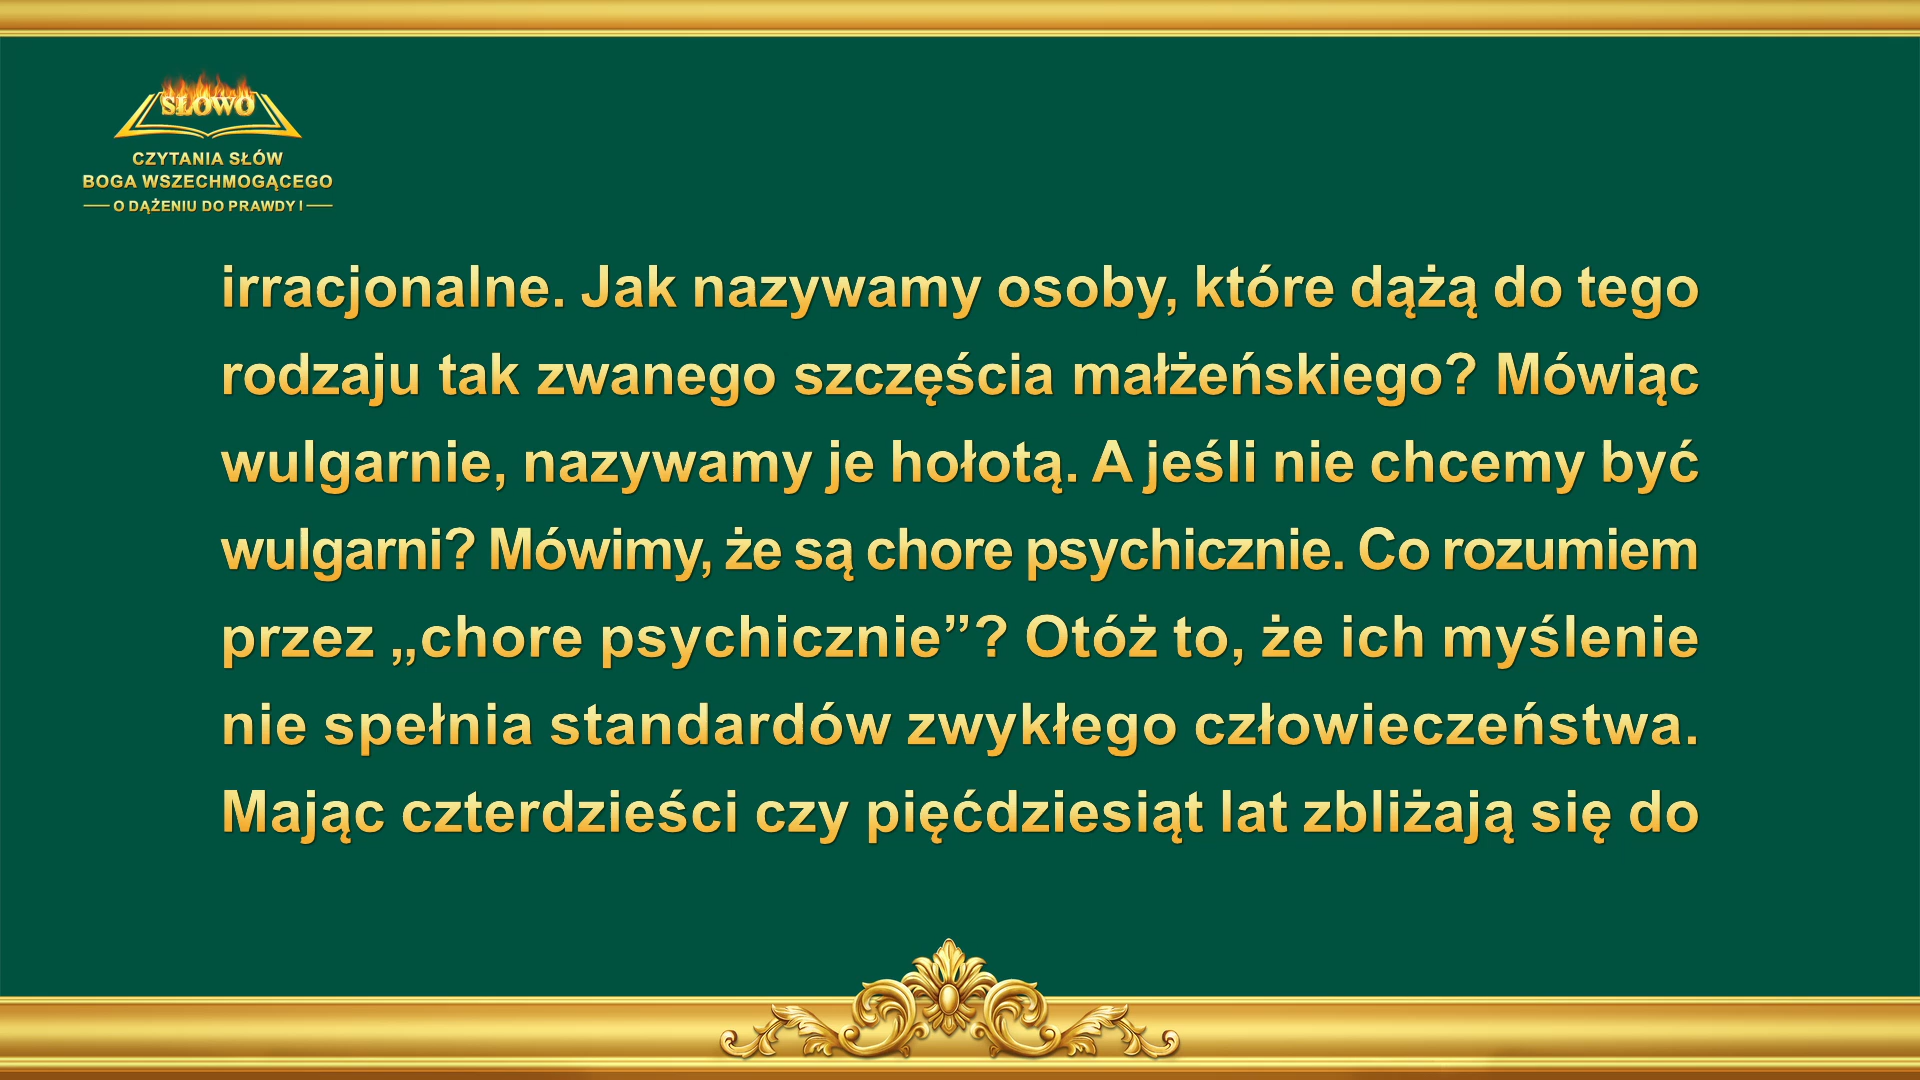 SŁOWO
CZYTANIA SŁÓW
BOGA WSZECHMOGĄCEGO
O DĄŻENIU DO PRAWDY I
irracjonalne. Jak nazywamy osoby, które dążą do tego
rodzaju tak zwanego szczęścia małżeńskiego? Mówiąc
wulgarnie, nazywamy je hołotą. A jeśli nie chcemy być
wulgarni? Mówimy, że są chore psychicznie. Co rozumiem
przez „chore psychicznie”? Otóż to, że ich myślenie
nie spełnia standardów zwykłego człowieczeństwa.
Mając czterdzieści czy pięćdziesiąt lat zbliżają się do